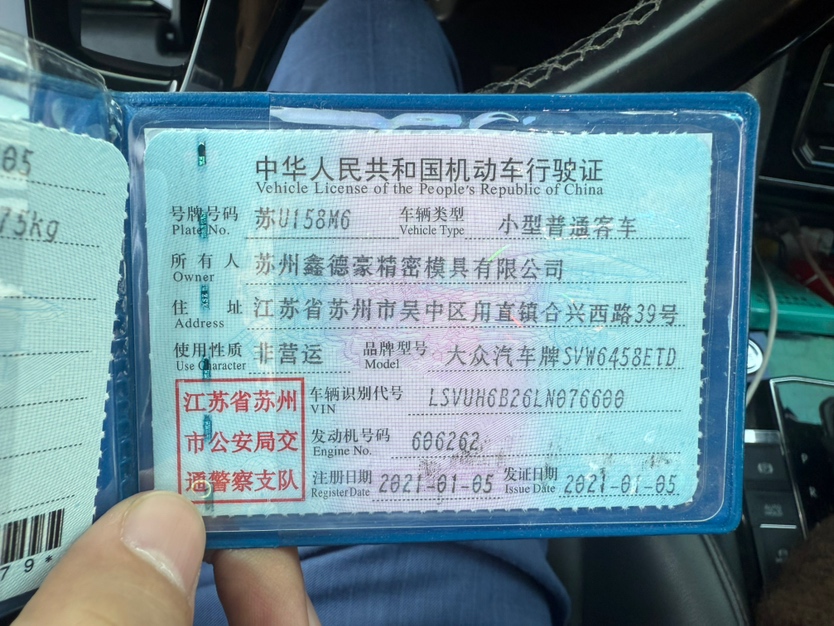 05
75kg
79*
中华人民共和国机动车行驶证
Vehicle License of the People's Republic of China
号牌号码 苏U158M6 车辆类型 小型普通客车
Plate No. Vehicle Type
所有人 苏州鑫德豪精密模具有限公司
Owner
住址 江苏省苏州市吴中区甪直镇合兴西路39号
Address
使用性质 非营运 品牌型号 大众汽车牌SVW6458ETD
Use Character Model
江苏省苏州
市公安局交
通警察支队
车辆识别代号 LSVUH6B26LN076600
VIN
发动机号码 606262
Engine No.
注册日期 2021-01-05 发证日期 2021-01-05
Register Date Issue Date